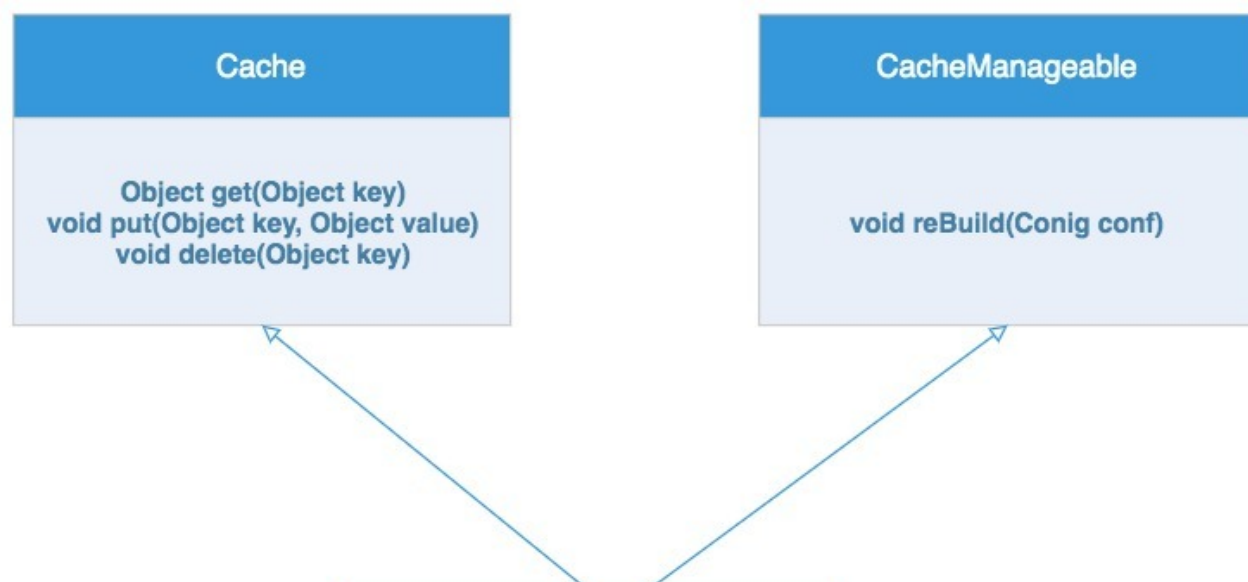 Cache
Object get(Object key)
void put(Object key, Object value)
void delete(Object key)
CacheManageable
void reBuild(Conig conf)